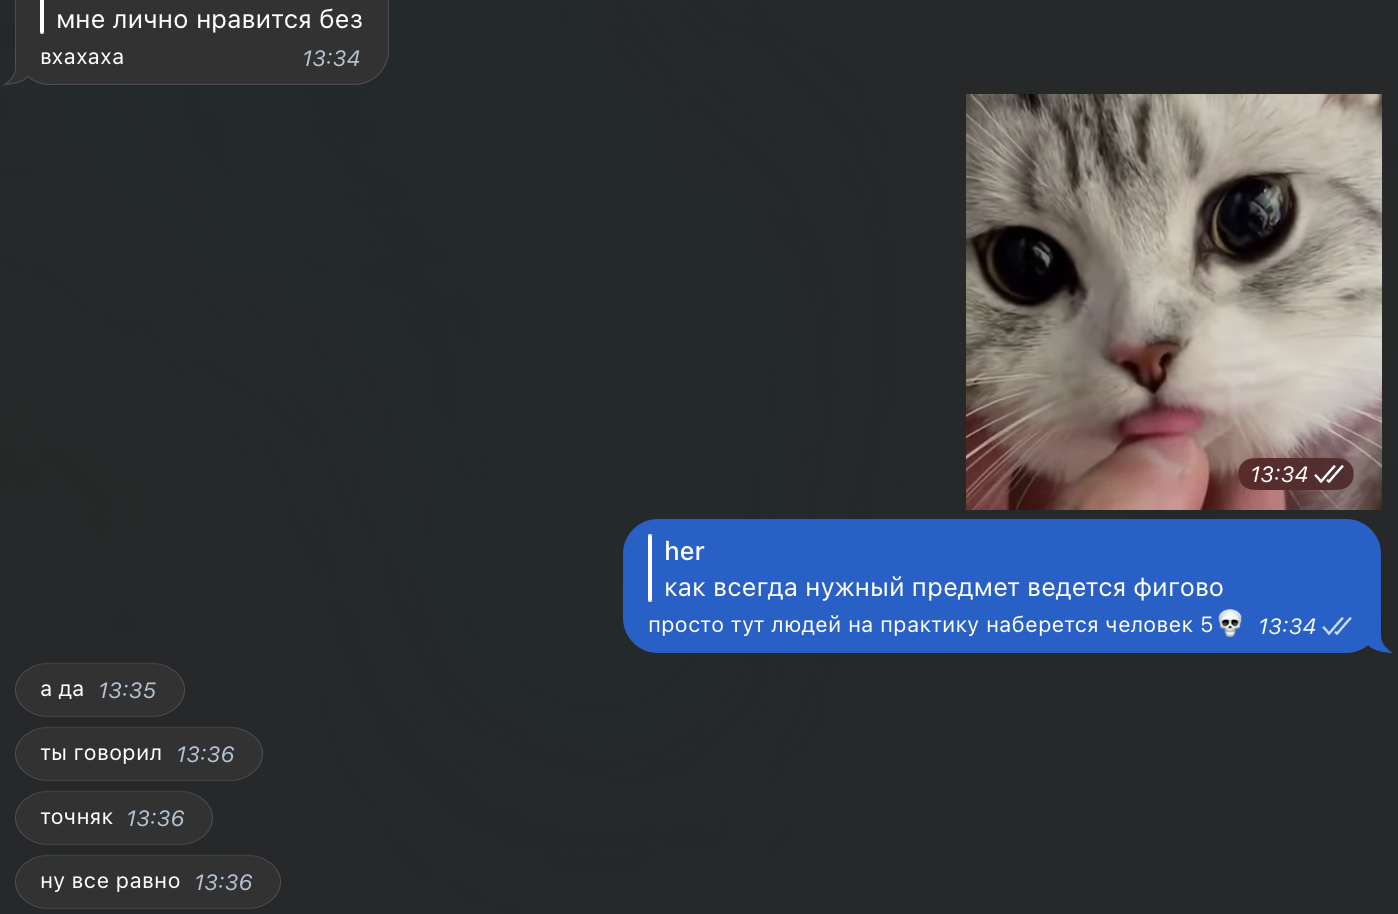 мне лично нравится без
вхахаха 13:34
13:34
her
как всегда нужный предмет ведется фигово
просто тут людей на практику наберется человек 5💀 13:34
а да 13:35
ты говорил 13:36
точняк 13:36
ну все равно 13:36